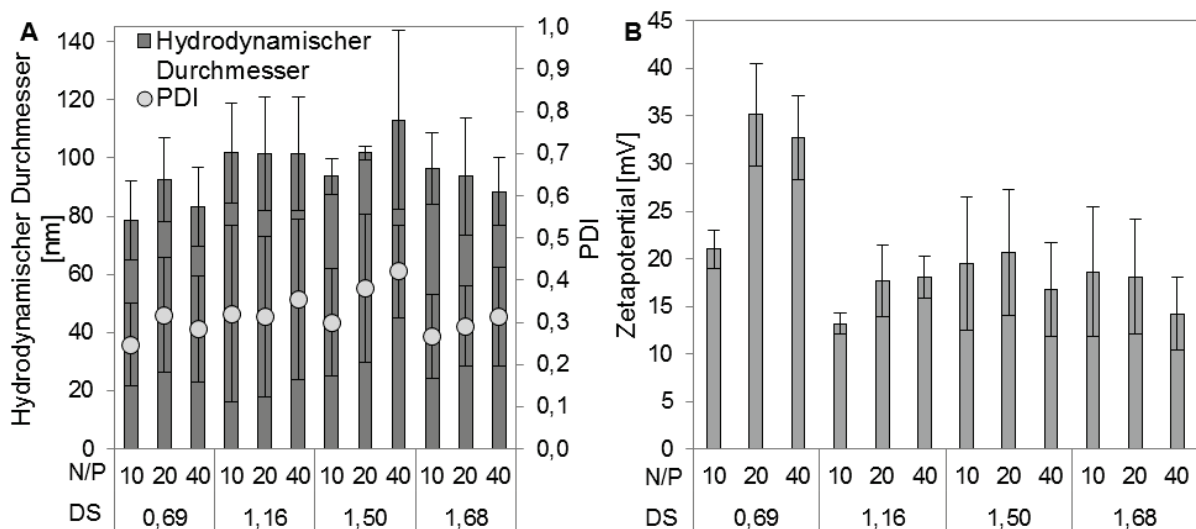 A
Hydrodynamischer
Durchmesser
PDI
Hydrodynamischer Durchmesser
[nm]
140
120
100
80
60
40
20
0
1,0
0,9
0,8
0,7
0,6
0,5
0,4
0,3
0,2
0,1
0,0
PDI
N/P 10 20 40 10 20 40 10 20 40 10 20 40
DS 0,69 1,16 1,50 1,68
B
Zetapotential [mV]
45
40
35
30
25
20
15
10
5
0
N/P 10 20 40 10 20 40 10 20 40 10 20 40
DS 0,69 1,16 1,50 1,68